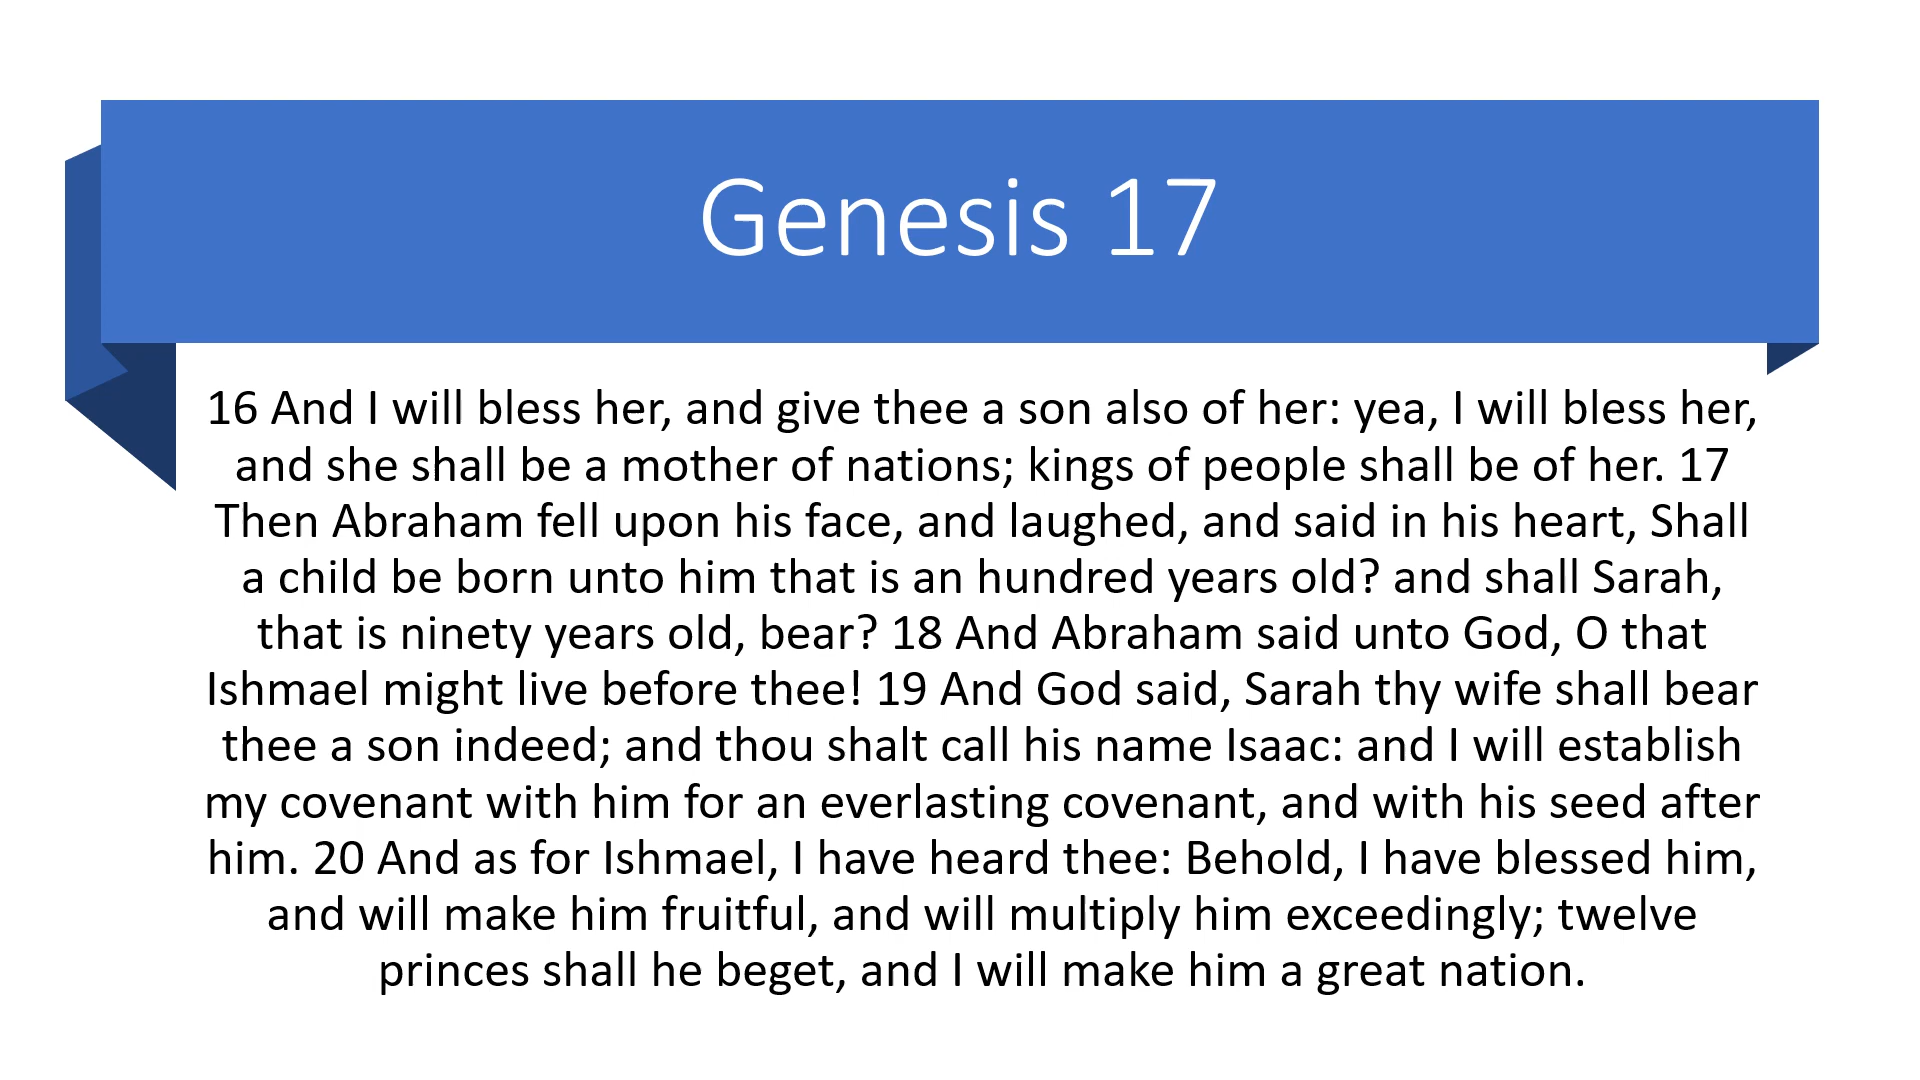 Genesis 17
16 And I will bless her, and give thee a son also of her: yea, I will bless her,
and she shall be a mother of nations; kings of people shall be of her. 17
Then Abraham fell upon his face, and laughed, and said in his heart, Shall
a child be born unto him that is an hundred years old? and shall Sarah,
that is ninety years old, bear? 18 And Abraham said unto God, O that
Ishmael might live before thee! 19 And God said, Sarah thy wife shall bear
thee a son indeed; and thou shalt call his name Isaac: and I will establish
my covenant with him for an everlasting covenant, and with his seed after
him. 20 And as for Ishmael, I have heard thee: Behold, I have blessed him,
and will make him fruitful, and will multiply him exceedingly; twelve
princes shall he beget, and I will make him a great nation.